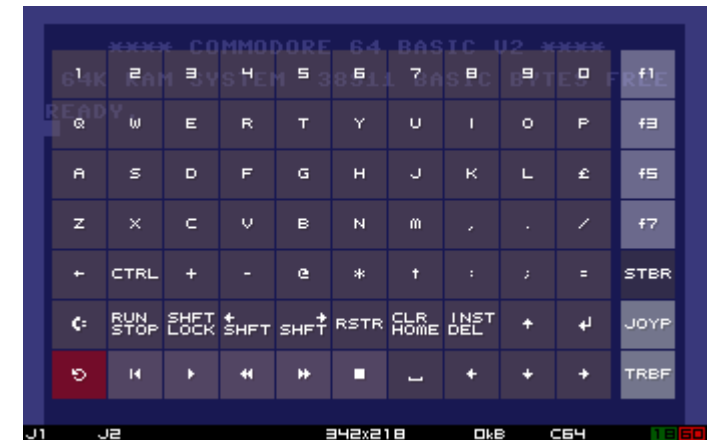 **** COMMODORE 64 BASIC V2 ****
64K RAM SYSTEM 38911 BASIC BYTES FREE
READY.
1 2 3 4 5 6 7 8 9 0 f1
Q W E R T Y U I O P f3
A S D F G H J K L £ f5
Z X C V B N M , . / f7
← CTRL + - @ * ↑ : ; = STBR
C= RUN STOP SHFT LOCK ← SHFT → SHFT RSTR CLR HOME INST DEL ↑ ↵ JOYP
← ↓ → TRBF
J1 J2 342x218 0kB C64 18 60